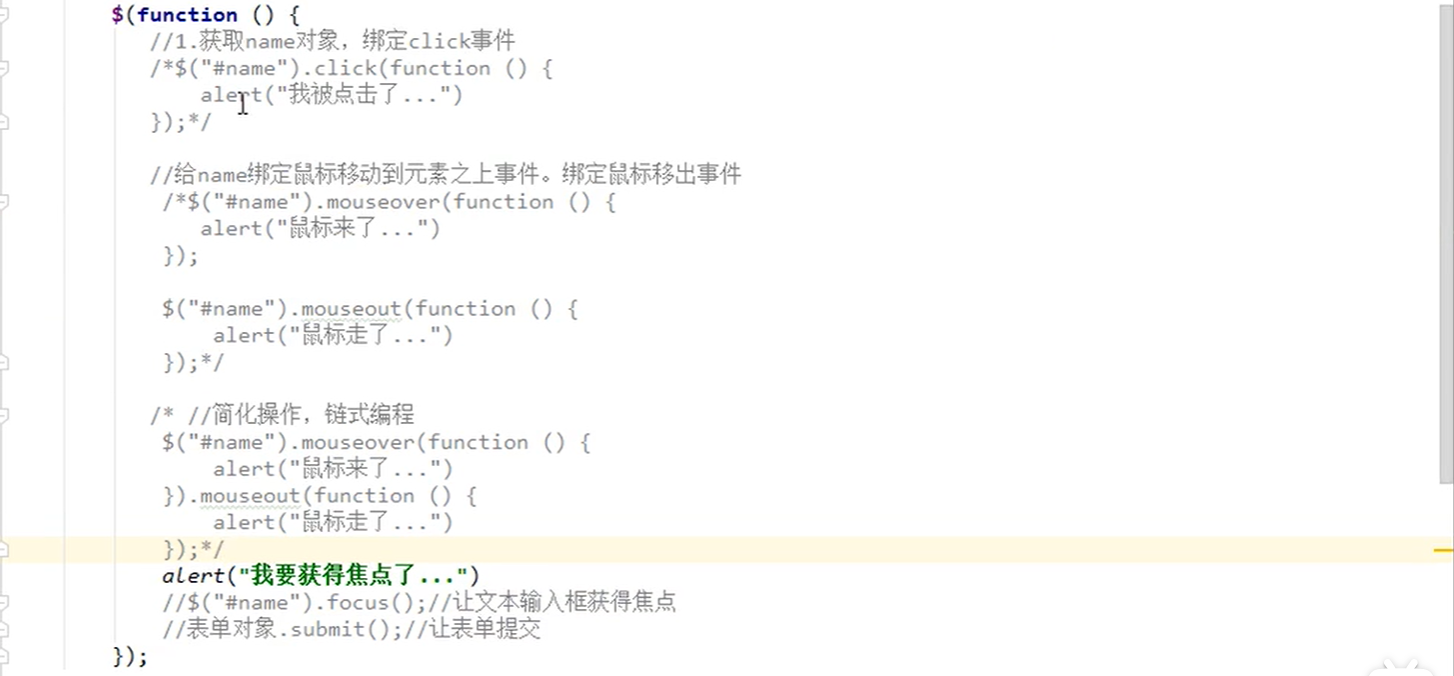 $(function () {
//1.获取name对象，绑定click事件
/*$("#name").click(function () {
alert("我被点击了...")
});*/
//给name绑定鼠标移动到元素之上事件。绑定鼠标移出事件
/*$("#name").mouseover(function () {
alert("鼠标来了...")
});
$("#name").mouseout(function () {
alert("鼠标走了...")
});*/
/* //简化操作，链式编程
$("#name").mouseover(function () {
alert("鼠标来了...")
}).mouseout(function () {
alert("鼠标走了...")
});*/
alert("我要获得焦点了...")
//$("#name").focus();//让文本输入框获得焦点
//表单对象.submit();//让表单提交
});